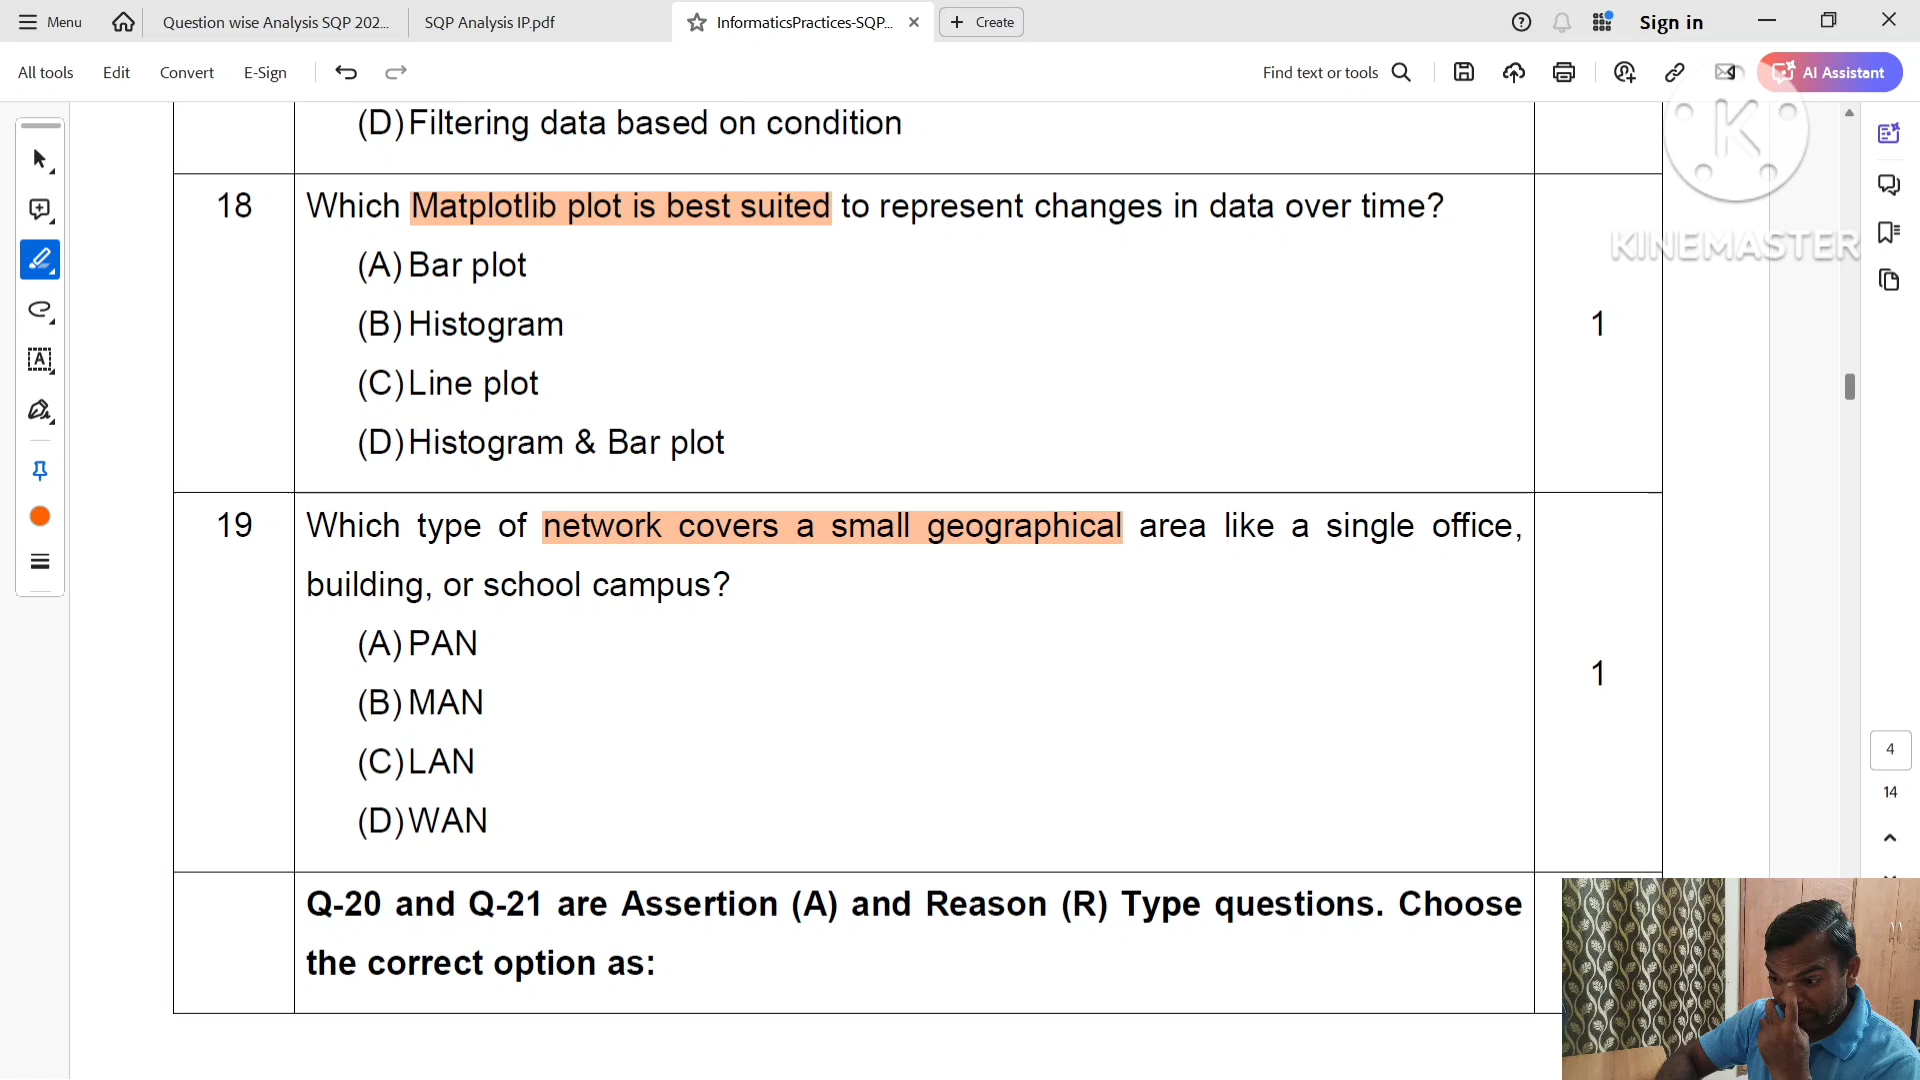 Menu
Question wise Analysis SQP 202...
SQP Analysis IP.pdf
InformaticsPractices-SQP...
Create
Sign in
All tools
Edit
Convert
E-Sign
Find text or tools
AI Assistant
K
KINEMASTER
(D) Filtering data based on condition
18
Which Matplotlib plot is best suited to represent changes in data over time?
(A) Bar plot
(B) Histogram
(C) Line plot
(D) Histogram & Bar plot
1
19
Which type of network covers a small geographical area like a single office,
building, or school campus?
(A) PAN
(B) MAN
(C) LAN
(D) WAN
1
Q-20 and Q-21 are Assertion (A) and Reason (R) Type questions. Choose
the correct option as:
4
14